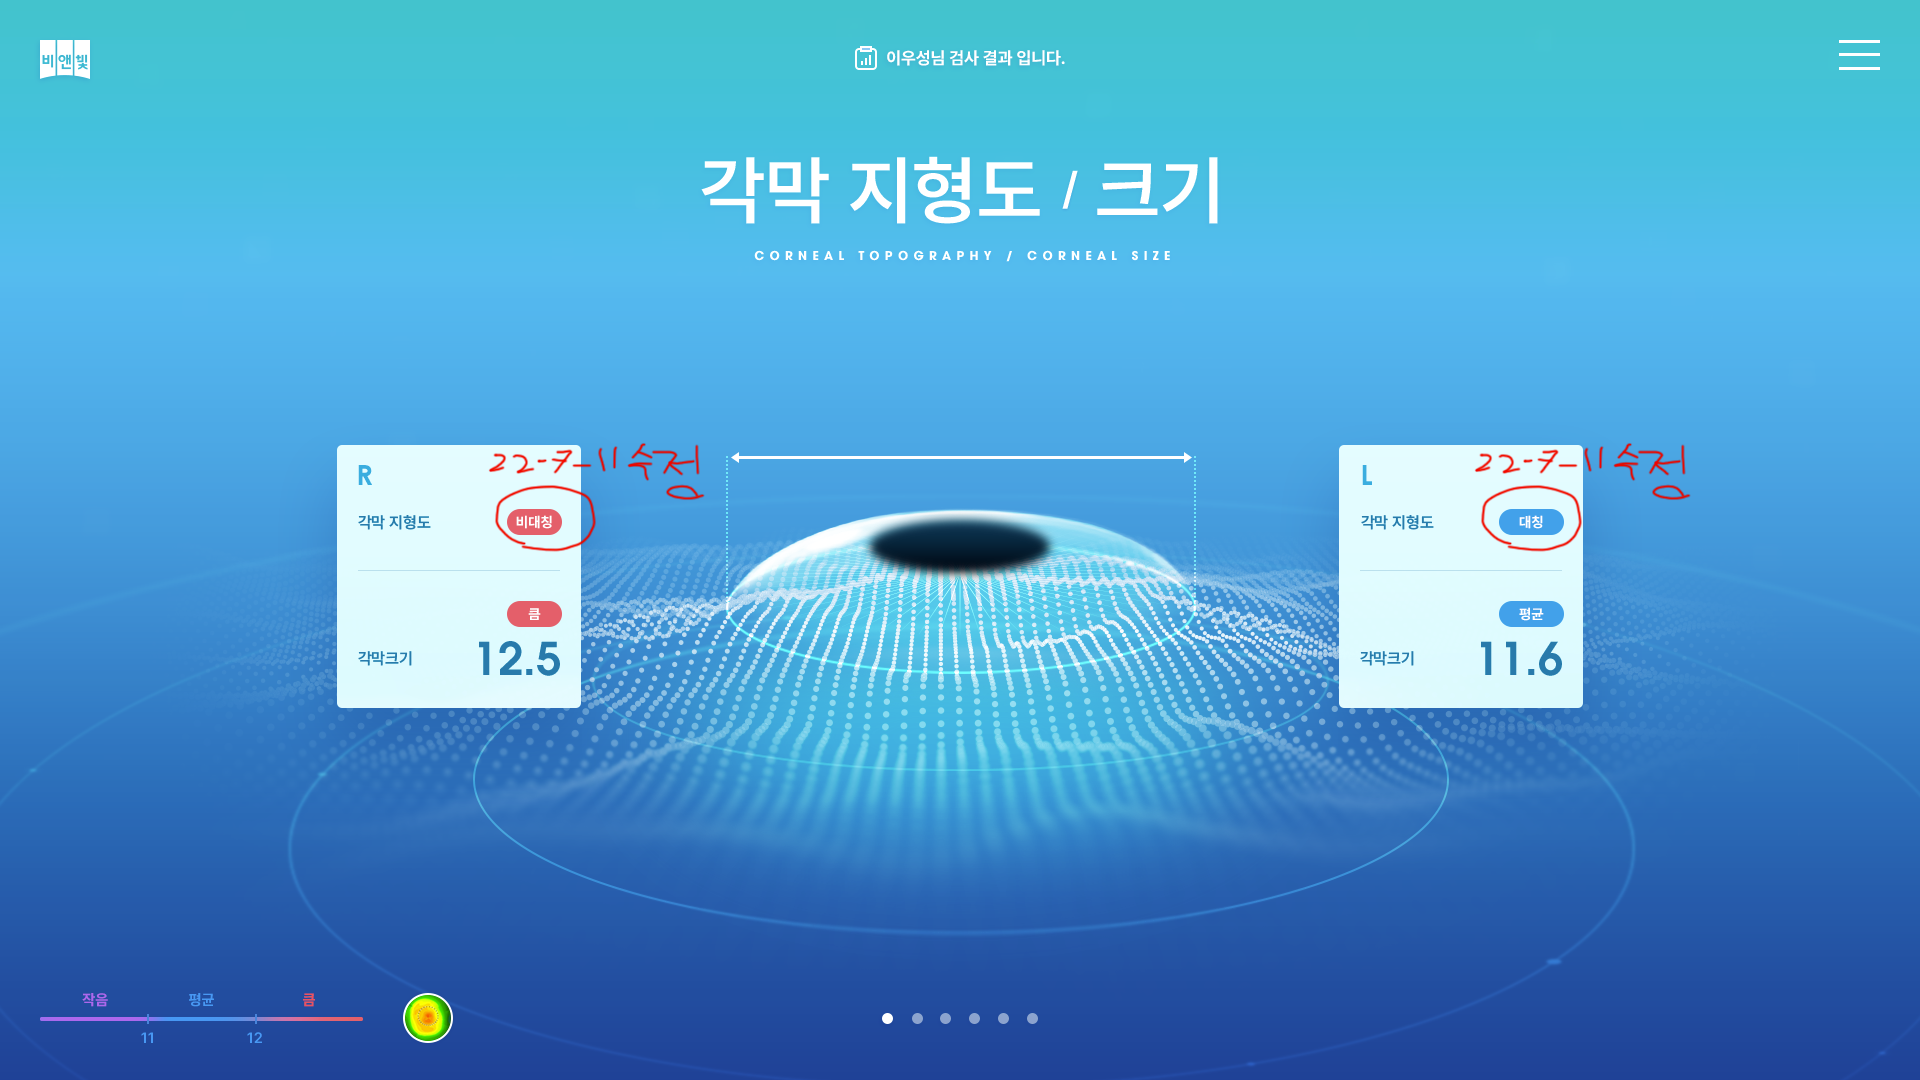 비앤빛
이우성님 검사 결과 입니다.
각막 지형도 / 크기
CORNEAL TOPOGRAPHY / CORNEAL SIZE
R
22-7-11 수정
각막 지형도
비대칭
큼
각막크기
12.5
L
22-7-11 수정
각막 지형도
대칭
평균
각막크기
11.6
작음 평균 큼
11 12